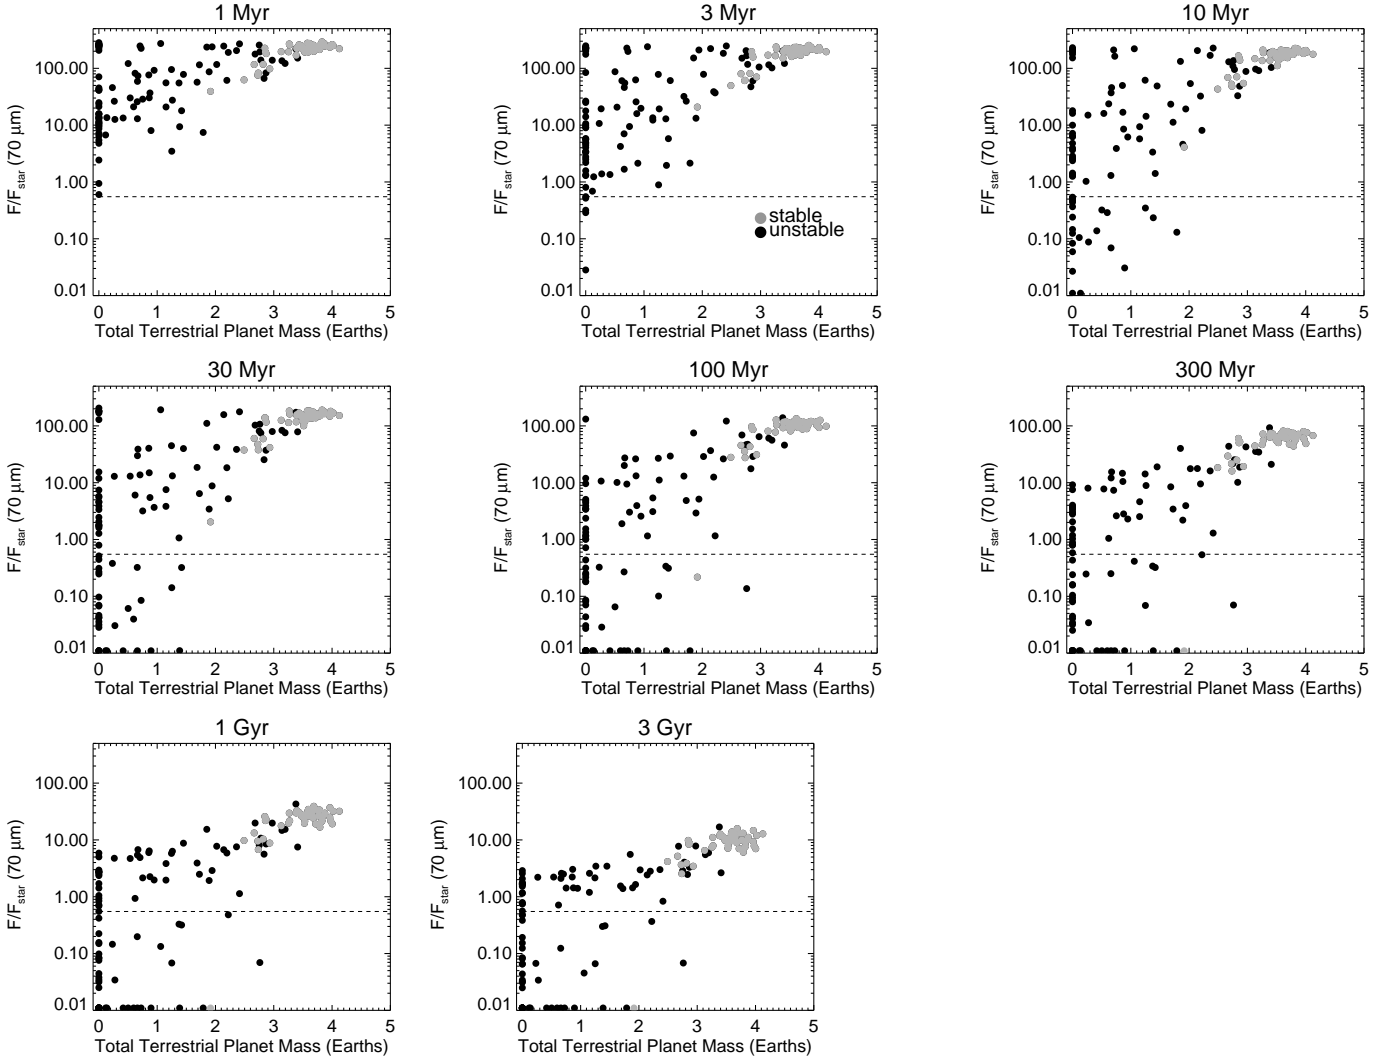 1 Myr
3 Myr
10 Myr
100.00
10.00
1.00
0.10
0.01
F/Fstar (70 μm)
0 1 2 3 4 5
Total Terrestrial Planet Mass (Earths)
100.00
10.00
1.00
0.10
0.01
F/Fstar (70 μm)
stable
unstable
0 1 2 3 4 5
Total Terrestrial Planet Mass (Earths)
100.00
10.00
1.00
0.10
0.01
F/Fstar (70 μm)
0 1 2 3 4 5
Total Terrestrial Planet Mass (Earths)
30 Myr
100 Myr
300 Myr
100.00
10.00
1.00
0.10
0.01
F/Fstar (70 μm)
0 1 2 3 4 5
Total Terrestrial Planet Mass (Earths)
100.00
10.00
1.00
0.10
0.01
F/Fstar (70 μm)
0 1 2 3 4 5
Total Terrestrial Planet Mass (Earths)
100.00
10.00
1.00
0.10
0.01
F/Fstar (70 μm)
0 1 2 3 4 5
Total Terrestrial Planet Mass (Earths)
1 Gyr
3 Gyr
100.00
10.00
1.00
0.10
0.01
F/Fstar (70 μm)
0 1 2 3 4 5
Total Terrestrial Planet Mass (Earths)
100.00
10.00
1.00
0.10
0.01
F/Fstar (70 μm)
0 1 2 3 4 5
Total Terrestrial Planet Mass (Earths)